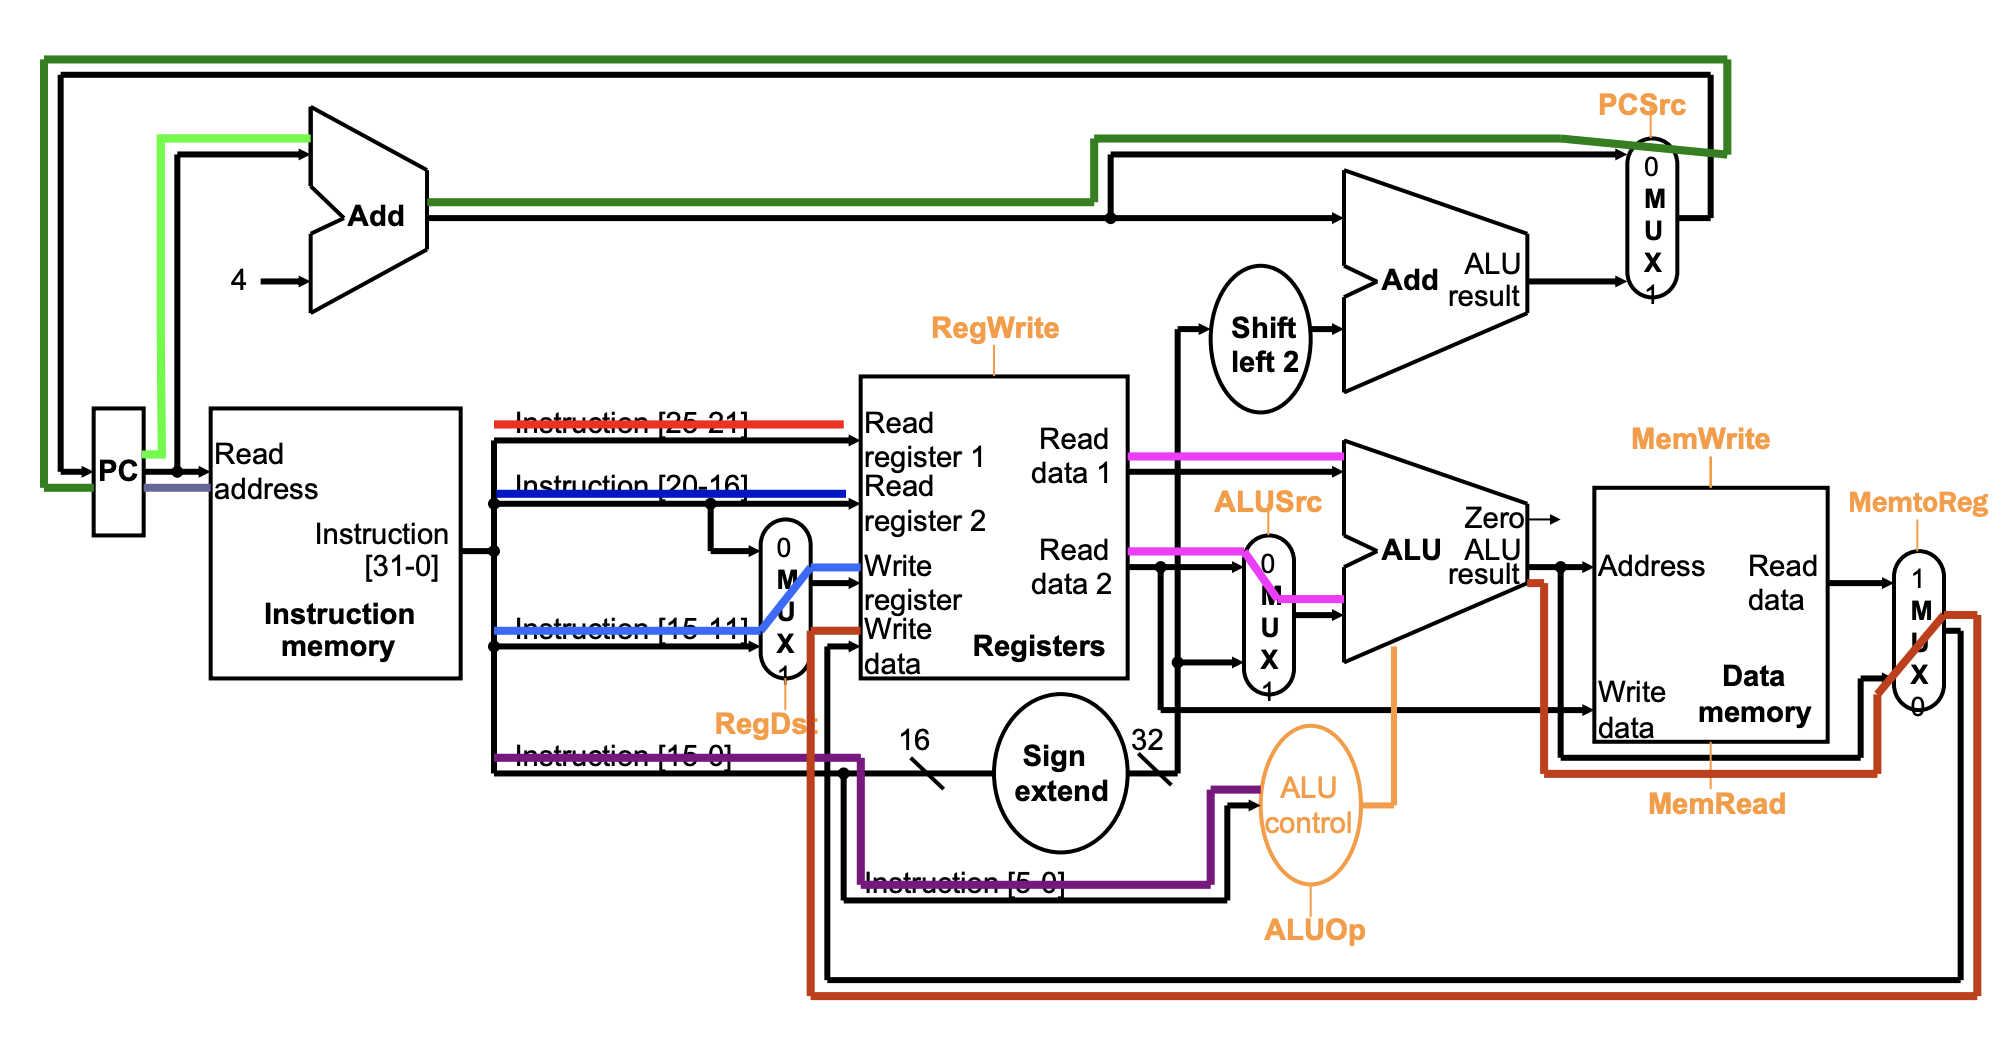 PCSrc
0
M
U
X
1
Add
4
Add
ALU
result
Shift
left 2
RegWrite
PC
Read
address
Instruction
[31-0]
Instruction
memory
Instruction [25-21]
Instruction [20-16]
Instruction [15-11]
Instruction [15-0]
0
M
U
X
1
RegDst
Read
register 1
Read
register 2
Write
register
Write
data
Read
data 1
Read
data 2
Registers
ALUSrc
0
M
U
X
1
Zero
ALU
ALU
result
MemWrite
Address
Read
data
Write
data
Data
memory
MemRead
MemtoReg
1
M
U
X
0
16
Sign
extend
32
ALU
control
Instruction [5-0]
ALUOp